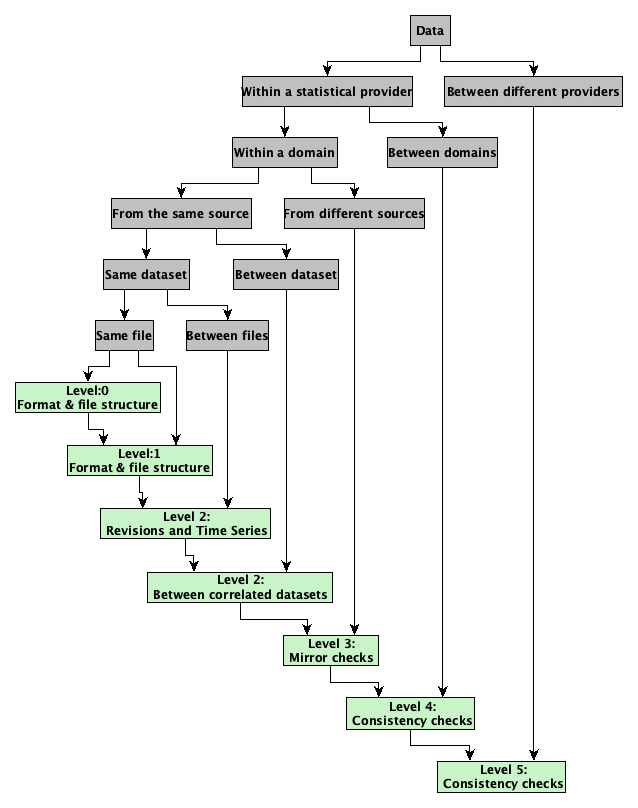 Data
Within a statistical provider
Between different providers
Within a domain
Between domains
From the same source
From different sources
Same dataset
Between dataset
Same file
Between files
Level:0
Format & file structure
Level:1
Format & file structure
Level 2:
Revisions and Time Series
Level 2:
Between correlated datasets
Level 3:
Mirror checks
Level 4:
Consistency checks
Level 5:
Consistency checks